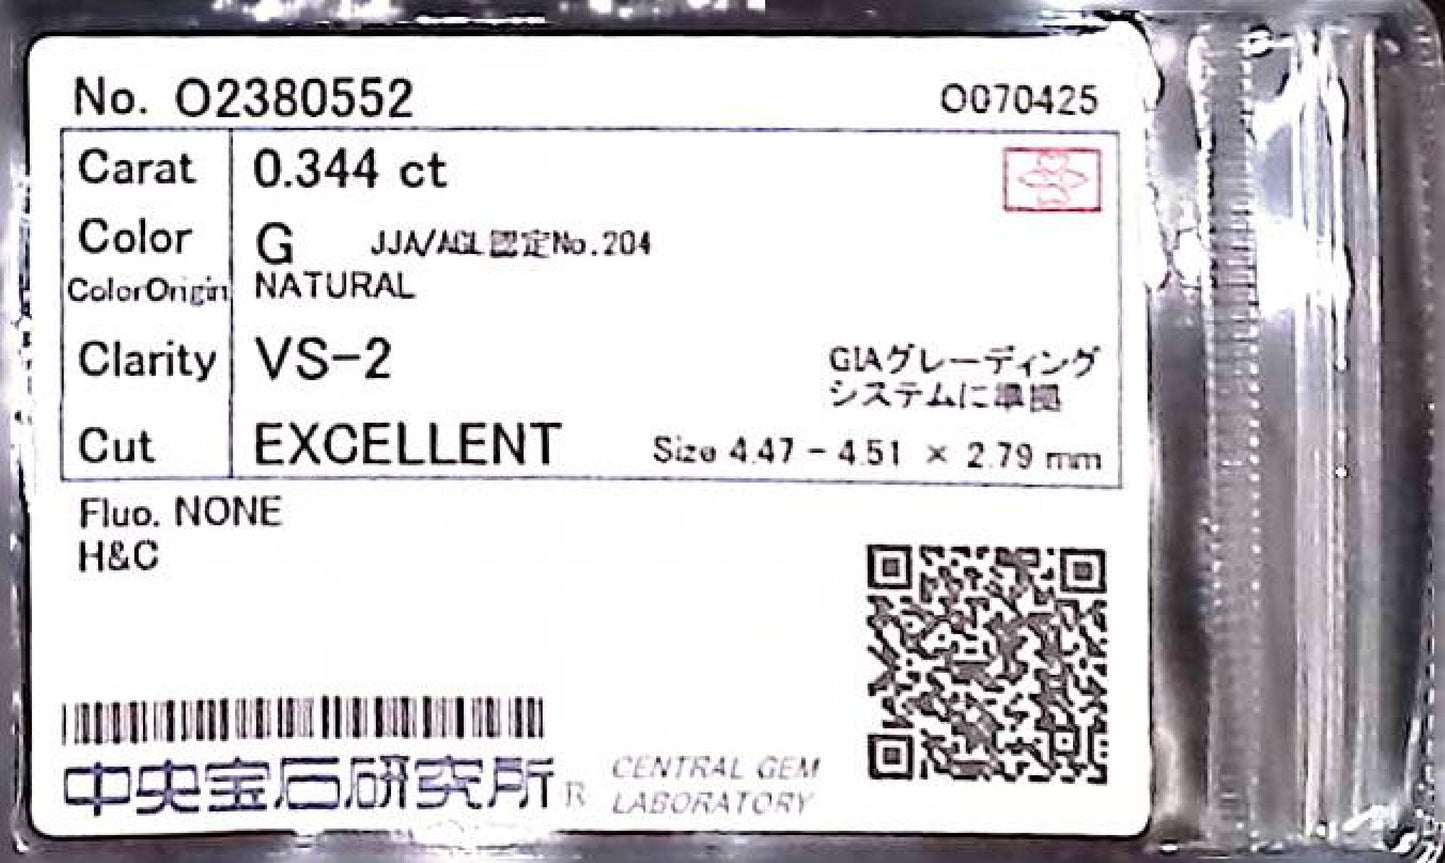 No. O2380552
O070425
Carat 0.344 ct
Color G JJA/AGL認定No.204
ColorOrigin NATURAL
Clarity VS-2
GIAグレーディング
システムに準拠
Cut EXCELLENT Size 4.47 - 4.51 × 2.79 mm
Fluo. NONE
H&C
中央宝石研究所® CENTRAL GEM
LABORATORY